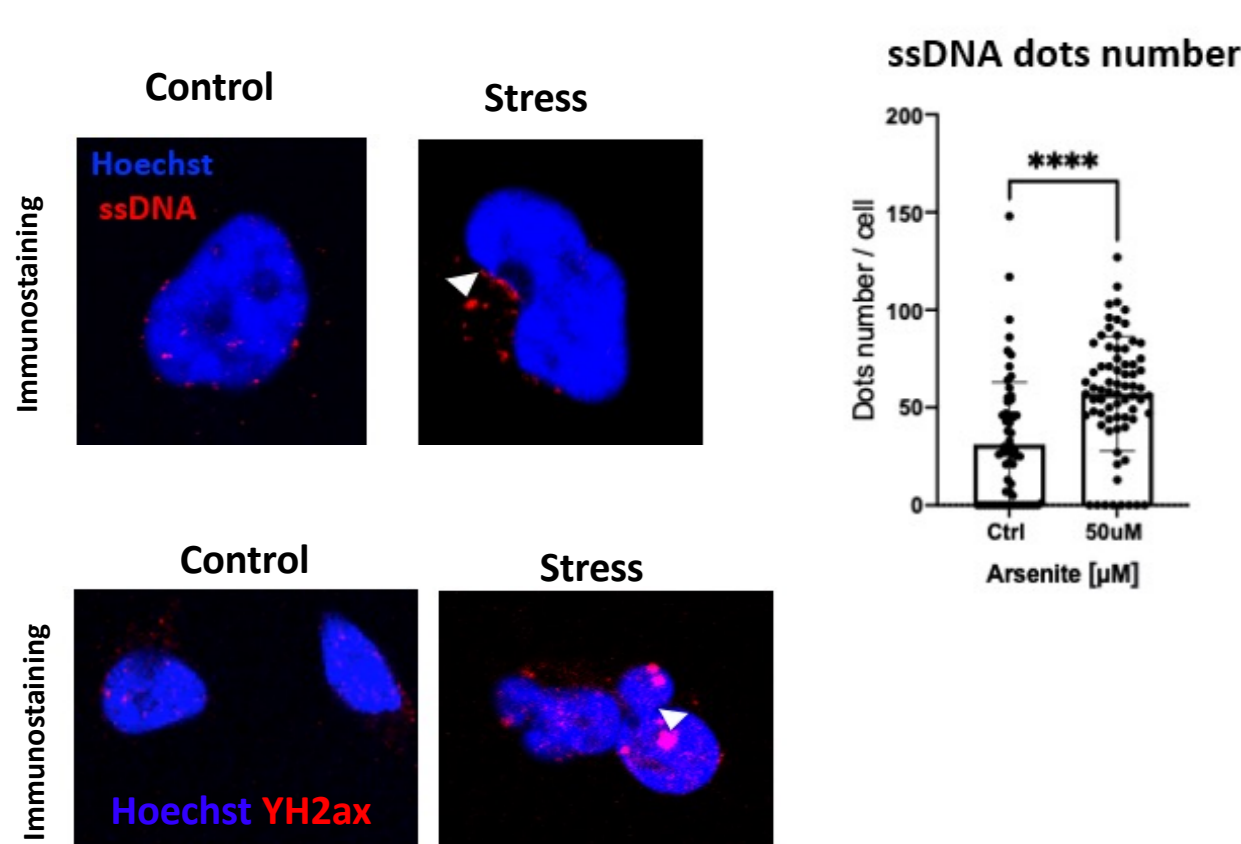 Control
Stress
Immunostaining
Hoechst
ssDNA
ssDNA dots number
****
Dots number / cell
200
150
100
50
0
Ctrl
50uM
Arsenite [µM]
Control
Stress
Immunostaining
Hoechst YH2ax